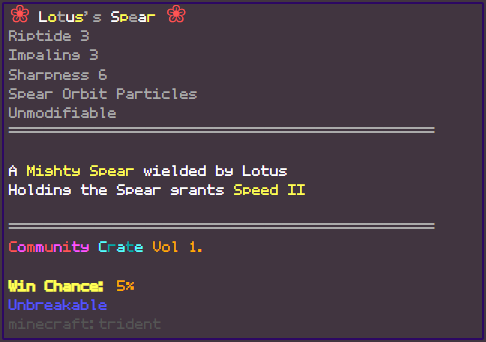 ❀ Lotus's Spear ❀
Riptide 3
Impaling 3
Sharpness 6
Spear Orbit Particles
Unmodifiable
A Mighty Spear wielded by Lotus
Holding the Spear grants Speed II
Community Crate Vol 1.
Win Chance: 5%
Unbreakable
minecraft:trident